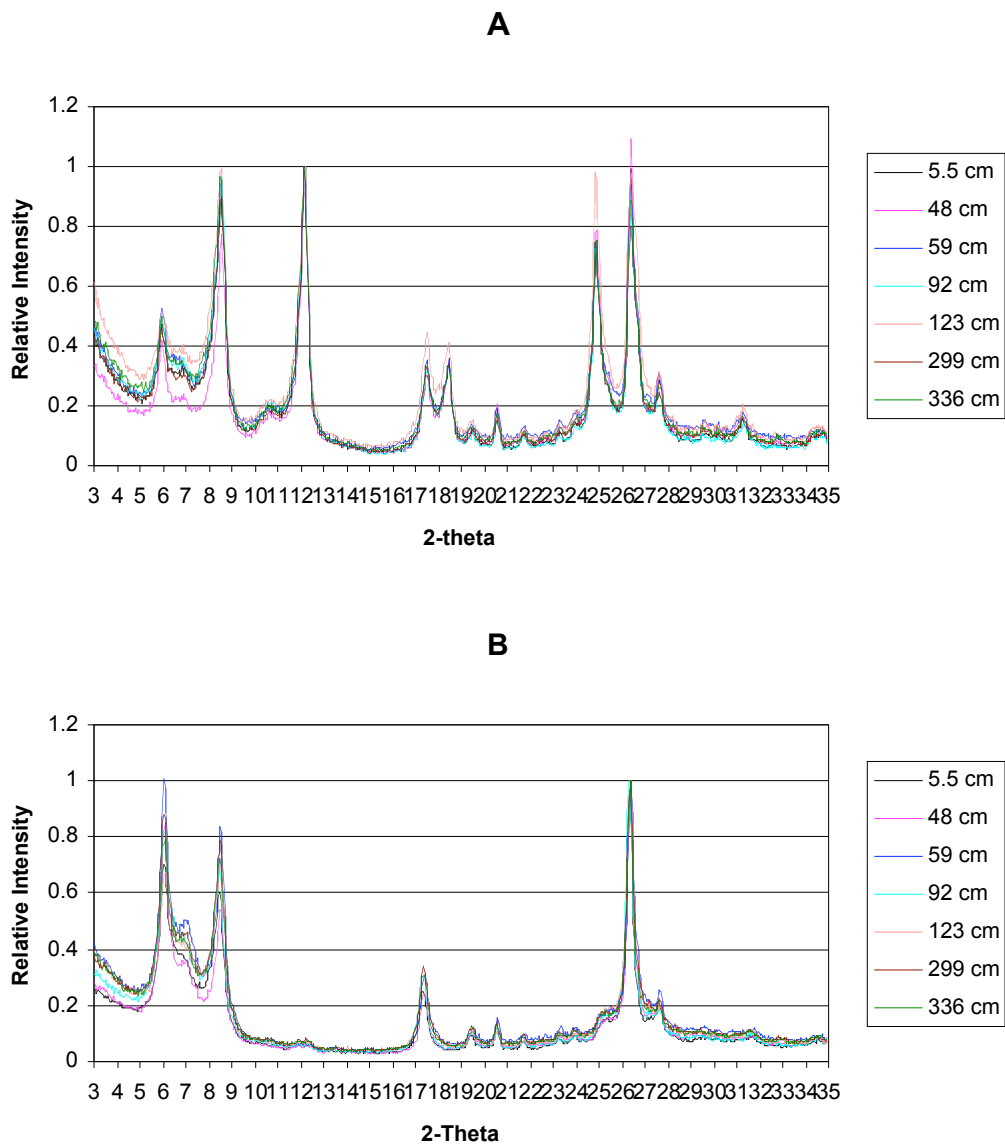 A
1.2
1
0.8
0.6
0.4
0.2
0
Relative Intensity
3 4 5 6 7 8 9 10 11 12 13 14 15 16 17 18 19 20 21 22 23 24 25 26 27 28 29 30 31 32 33 34 35
2-theta
5.5 cm
48 cm
59 cm
92 cm
123 cm
299 cm
336 cm
B
1.2
1
0.8
0.6
0.4
0.2
0
Relative Intensity
3 4 5 6 7 8 9 10 11 12 13 14 15 16 17 18 19 20 21 22 23 24 25 26 27 28 29 30 31 32 33 34 35
2-Theta
5.5 cm
48 cm
59 cm
92 cm
123 cm
299 cm
336 cm